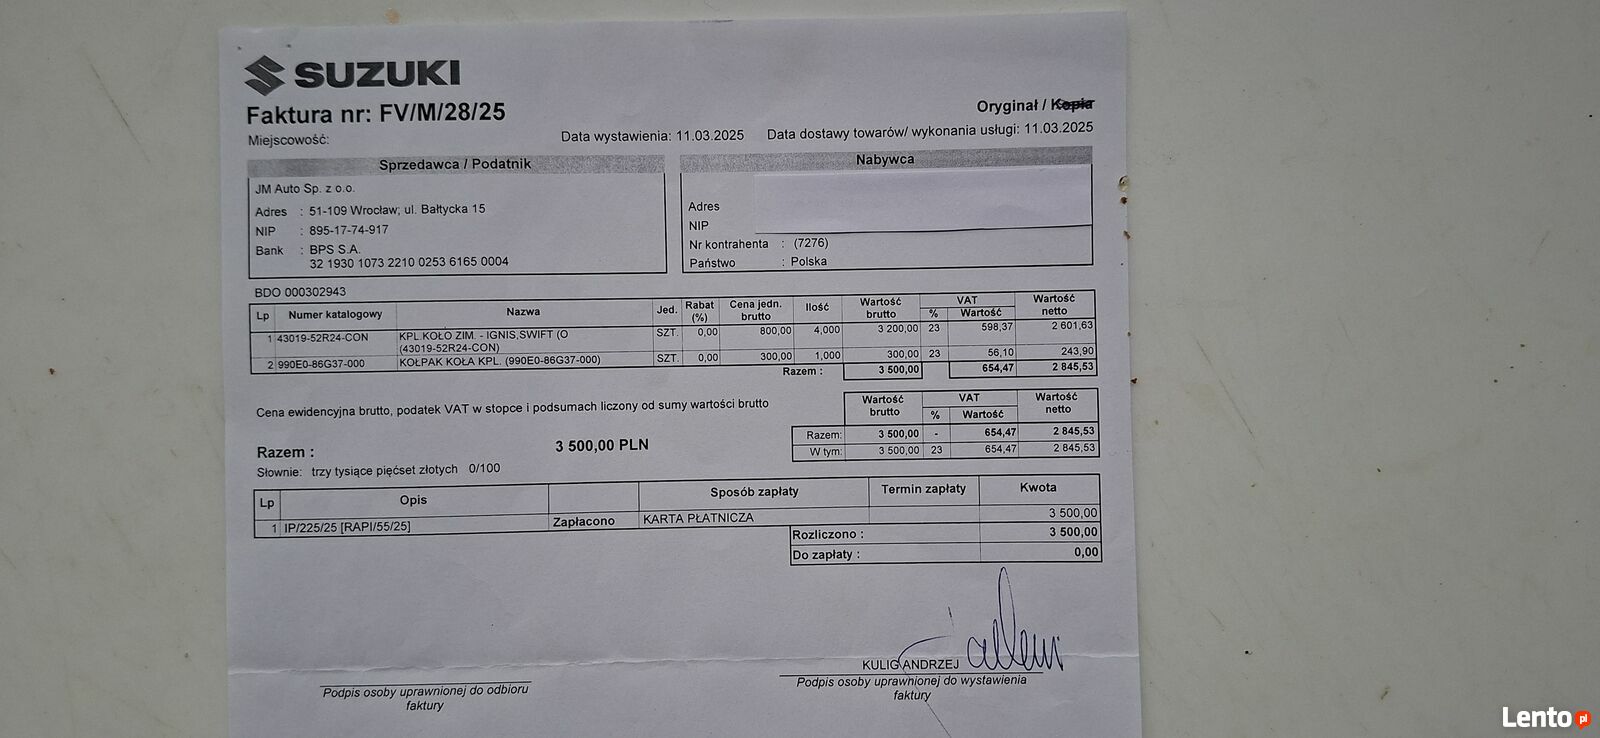 SUZUKI
Faktura nr: FV/M/28/25
Oryginał / Kopia
Miejscowość:
Data wystawienia: 11.03.2025 Data dostawy towarów/ wykonania usługi: 11.03.2025
Sprzedawca / Podatnik
JM Auto Sp. z o.o.
Adres : 51-109 Wrocław; ul. Bałtycka 15
NIP : 895-17-74-917
Bank : BPS S.A.
32 1930 1073 2210 0253 6165 0004
Nabywca
Adres
NIP
Nr kontrahenta : (7276)
Państwo : Polska
BDO 000302943
Lp Numer katalogowy Nazwa Jed. Rabat (%) Cena jedn. brutto Ilość Wartość brutto VAT % Wartość Wartość netto
1 43019-52R24-CON KPL.KOŁO ZIM. - IGNIS,SWIFT (O SZT. 0,00 800,00 4,000 3 200,00 23 598,37 2 601,63
(43019-52R24-CON)
2 990E0-86G37-000 KOŁPAK KOŁA KPL. (990E0-86G37-000) SZT. 0,00 300,00 1,000 300,00 23 56,10 243,90
Razem : 3 500,00 654,47 2 845,53
Cena ewidencyjna brutto, podatek VAT w stopce i podsumach liczony od sumy wartości brutto
Wartość brutto VAT % Wartość Wartość netto
Razem: 3 500,00 - 654,47 2 845,53
W tym: 3 500,00 23 654,47 2 845,53
Razem : 3 500,00 PLN
Słownie: trzy tysiące pięćset złotych 0/100
Lp Opis Sposób zapłaty Termin zapłaty Kwota
1 IP/225/25 [RAPI/55/25] Zapłacono KARTA PŁATNICZA 3 500,00
Rozliczono : 3 500,00
Do zapłaty : 0,00
KULIG ANDRZEJ
Podpis osoby uprawnionej do odbioru
faktury
Podpis osoby uprawnionej do wystawienia
faktury
Lento.pl